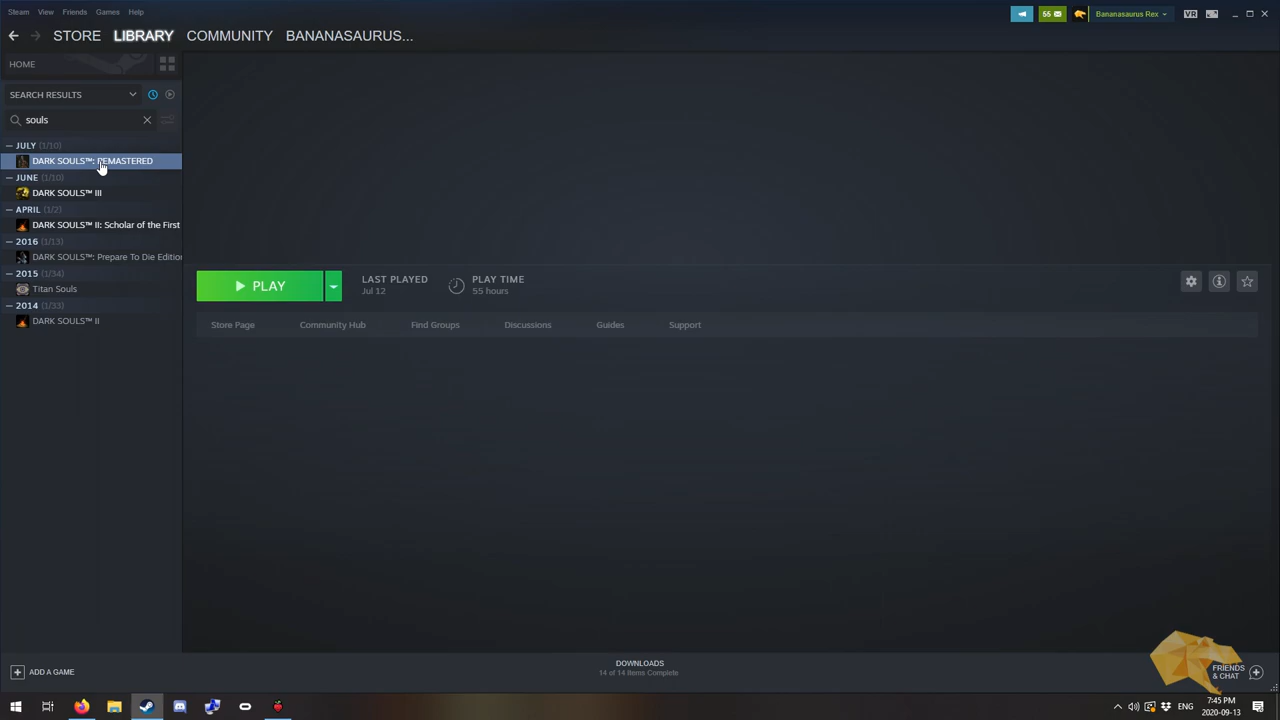 Steam View Friends Games Help
55
Bananasaurus Rex
VR
STORE LIBRARY COMMUNITY BANANASAURUS...
HOME
SEARCH RESULTS
souls
JULY (1/10)
DARK SOULS™: REMASTERED
JUNE (1/10)
DARK SOULS™ III
APRIL (1/2)
DARK SOULS™ II: Scholar of the First
2016 (1/13)
DARK SOULS™: Prepare To Die Edition
2015 (1/34)
Titan Souls
2014 (1/33)
DARK SOULS™ II
PLAY
LAST PLAYED
Jul 12
PLAY TIME
55 hours
Store Page Community Hub Find Groups Discussions Guides Support
ADD A GAME
DOWNLOADS
14 of 14 Items Complete
FRIENDS
& CHAT
ENG
7:45 PM
2020-09-13